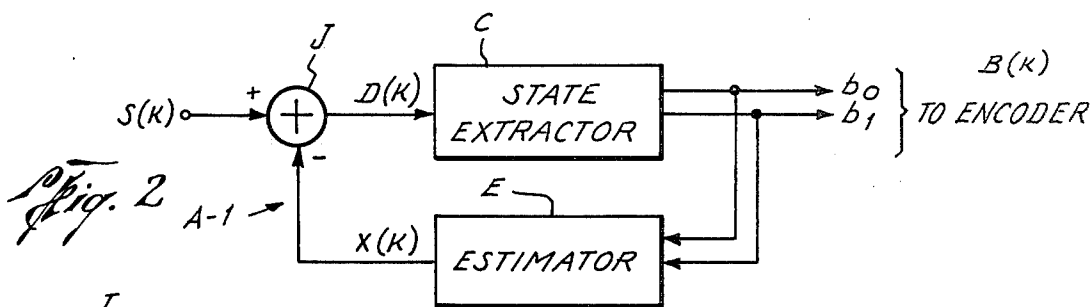 C
J
+
D(K)
S(K)
+
-
STATE
EXTRACTOR
b0
b1
B(K)
TO ENCODER
Fig. 2
A-1
E
X(K)
ESTIMATOR
I